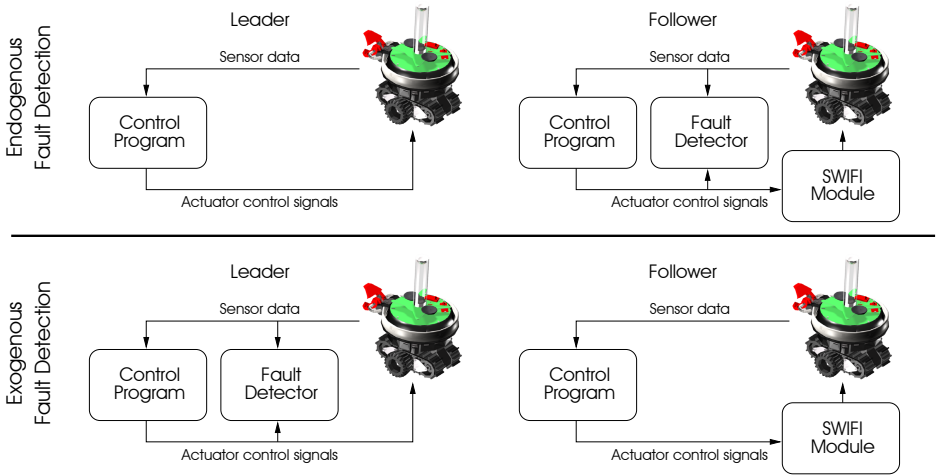 Endogenous
Fault Detection
Leader
Sensor data
Control
Program
Actuator control signals
Follower
Sensor data
Control
Program
Fault
Detector
SWIFI
Module
Actuator control signals
Exogenous
Fault Detection
Leader
Sensor data
Control
Program
Fault
Detector
Actuator control signals
Follower
Sensor data
Control
Program
SWIFI
Module
Actuator control signals